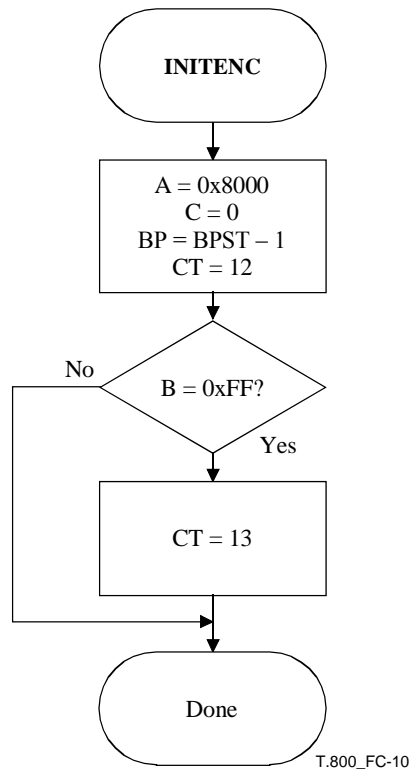 INITENC
A = 0x8000
C = 0
BP = BPST – 1
CT = 12
No
B = 0xFF?
Yes
CT = 13
Done
T.800_FC-10